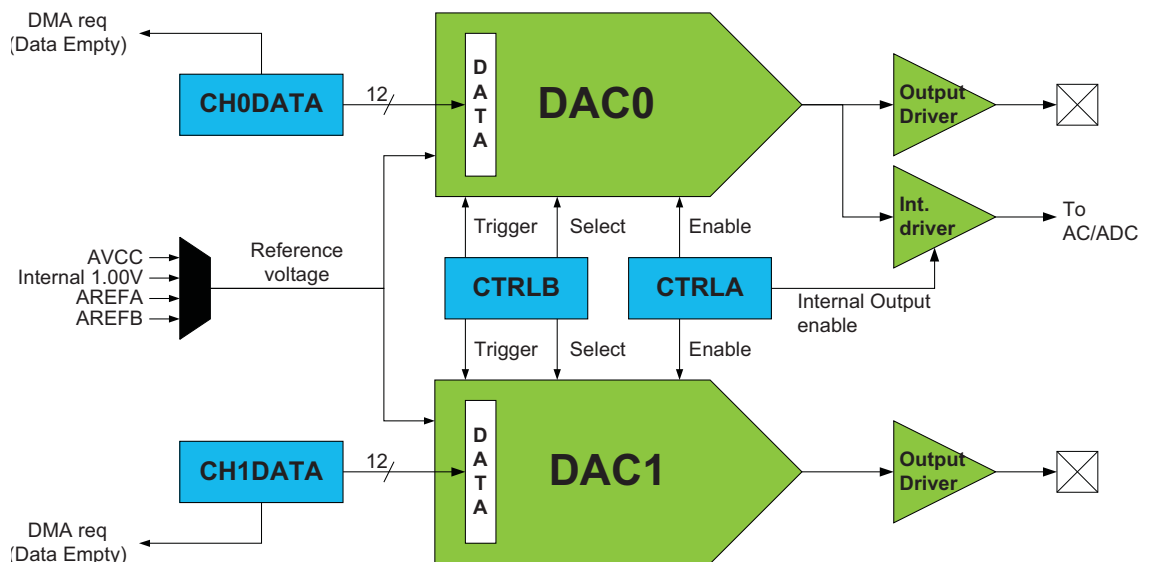 DMA req
(Data Empty)
CH0DATA
12
DATA
DAC0
Output
Driver
Int.
driver
To
AC/ADC
Trigger
Select
Enable
AVCC
Internal 1.00V
AREFA
AREFB
Reference
voltage
CTRLB
CTRLA
Internal Output
enable
Trigger
Select
Enable
CH1DATA
12
DATA
DAC1
Output
Driver
DMA req
(Data Empty)